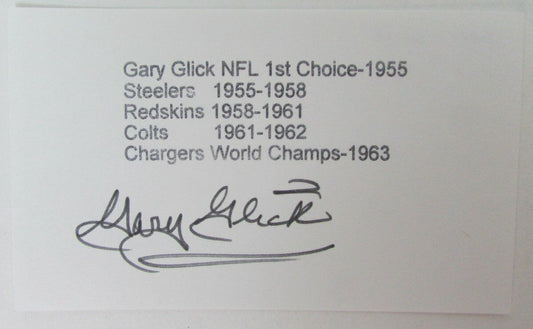 Gary Glick NFL 1st Choice-1955
Steelers 1955-1958
Redskins 1958-1961
Colts 1961-1962
Chargers World Champs-1963
Gary Glick